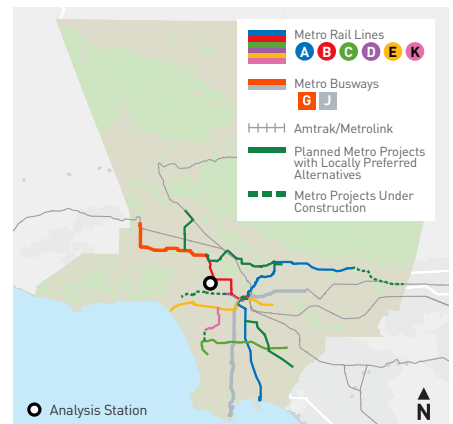 Metro Rail Lines
A B C D E K
Metro Busways
G J
Amtrak/Metrolink
Planned Metro Projects
with Locally Preferred
Alternatives
Metro Projects Under
Construction
Analysis Station
N